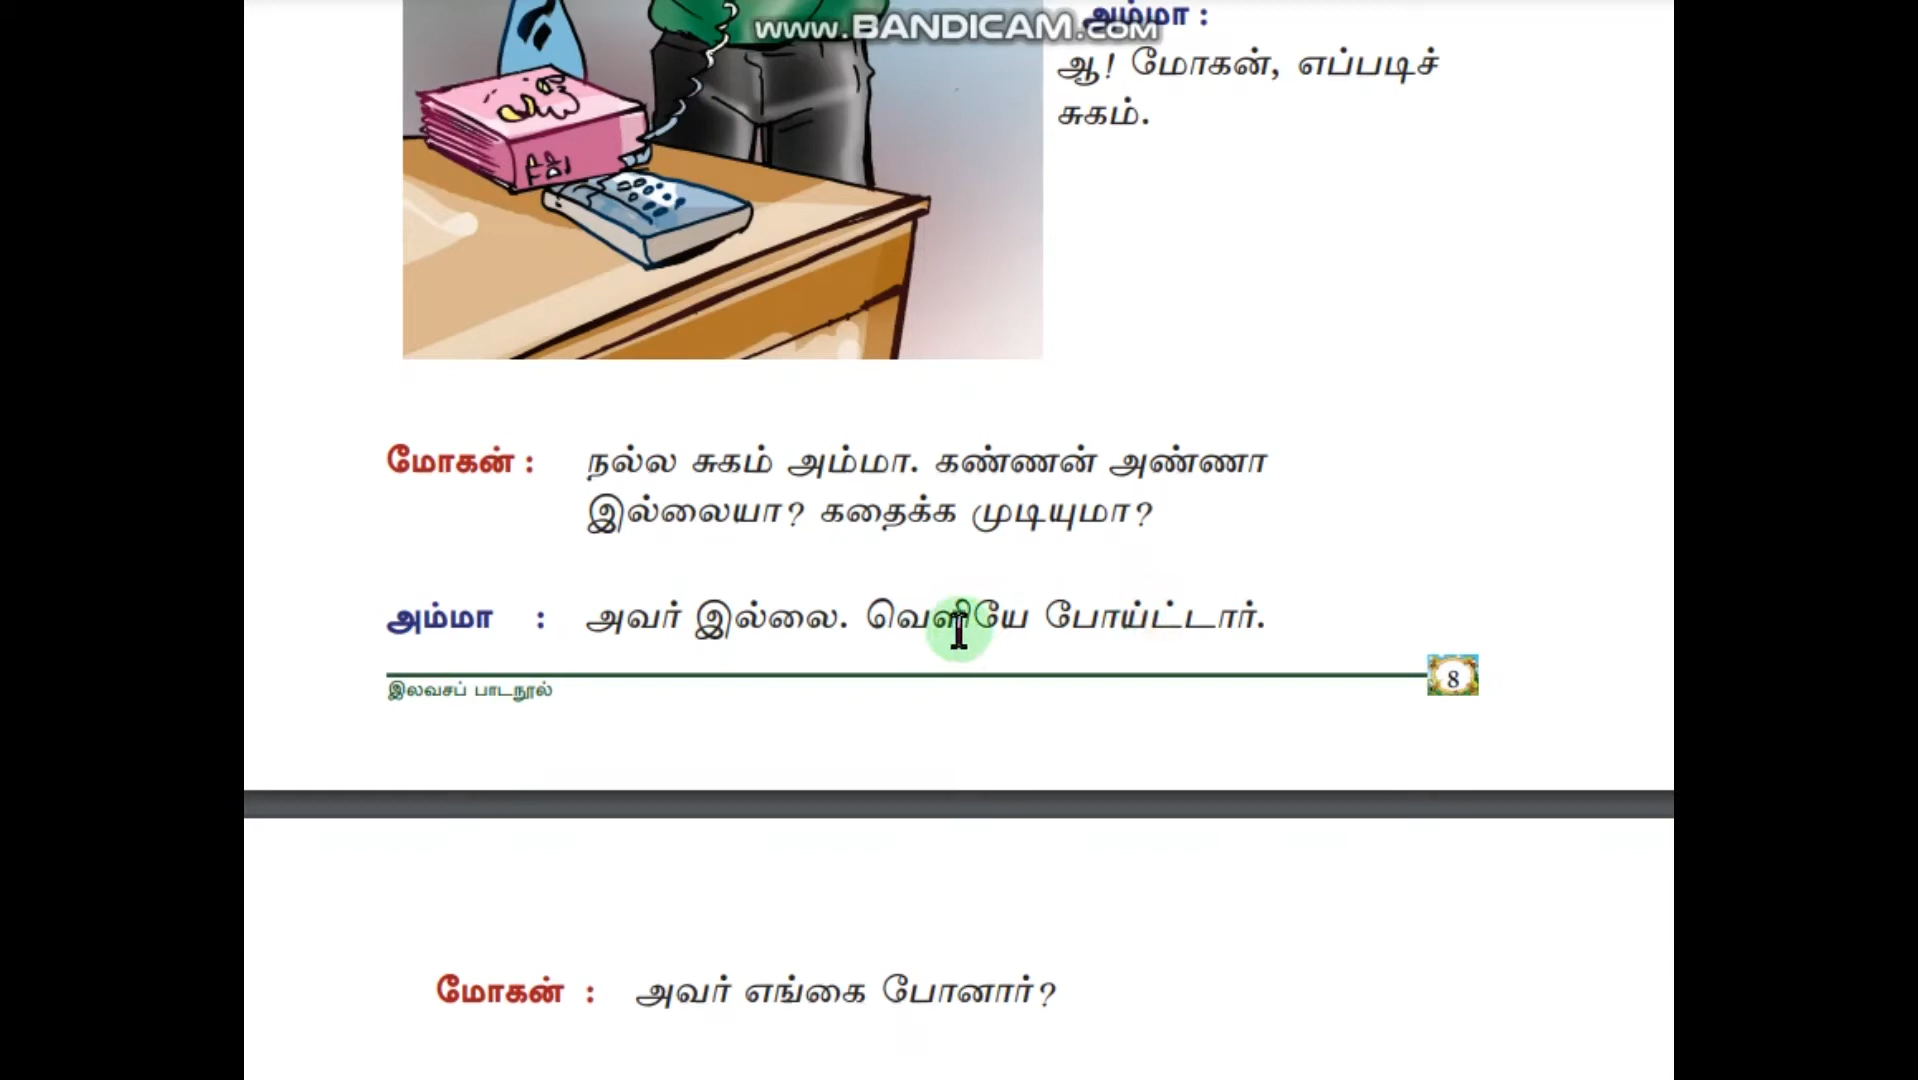 www.BANDICAM.com
அம்மா :
ஆ! மோகன், எப்படிச்
சுகம்.
மோகன் : நல்ல சுகம் அம்மா. கண்ணன் அண்ணா
இல்லையா? கதைக்க முடியுமா?
அம்மா : அவர் இல்லை. வெளியே போய்ட்டார்.
இலவசப் பாடநூல்
8
மோகன் : அவர் எங்கை போனார்?